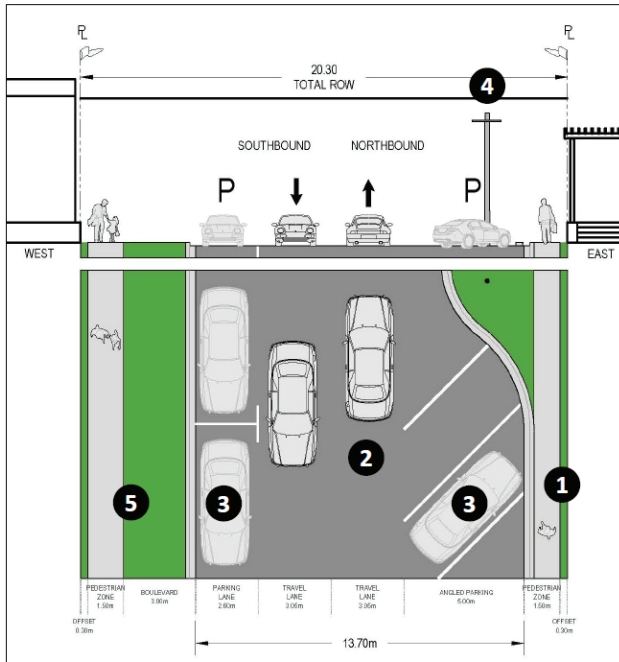 PL
PL
20.30
TOTAL ROW
4
SOUTHBOUND
NORTHBOUND
P
P
WEST
EAST
2
1
5
3
3
PEDESTRIAN
ZONE
1.50m
BOULEVARD
3.00m
PARKING
LANE
2.60m
TRAVEL
LANE
3.05m
TRAVEL
LANE
3.05m
ANGLED PARKING
5.00m
PEDESTRIAN
ZONE
1.50m
OFFSET
0.30m
OFFSET
0.30m
13.70m